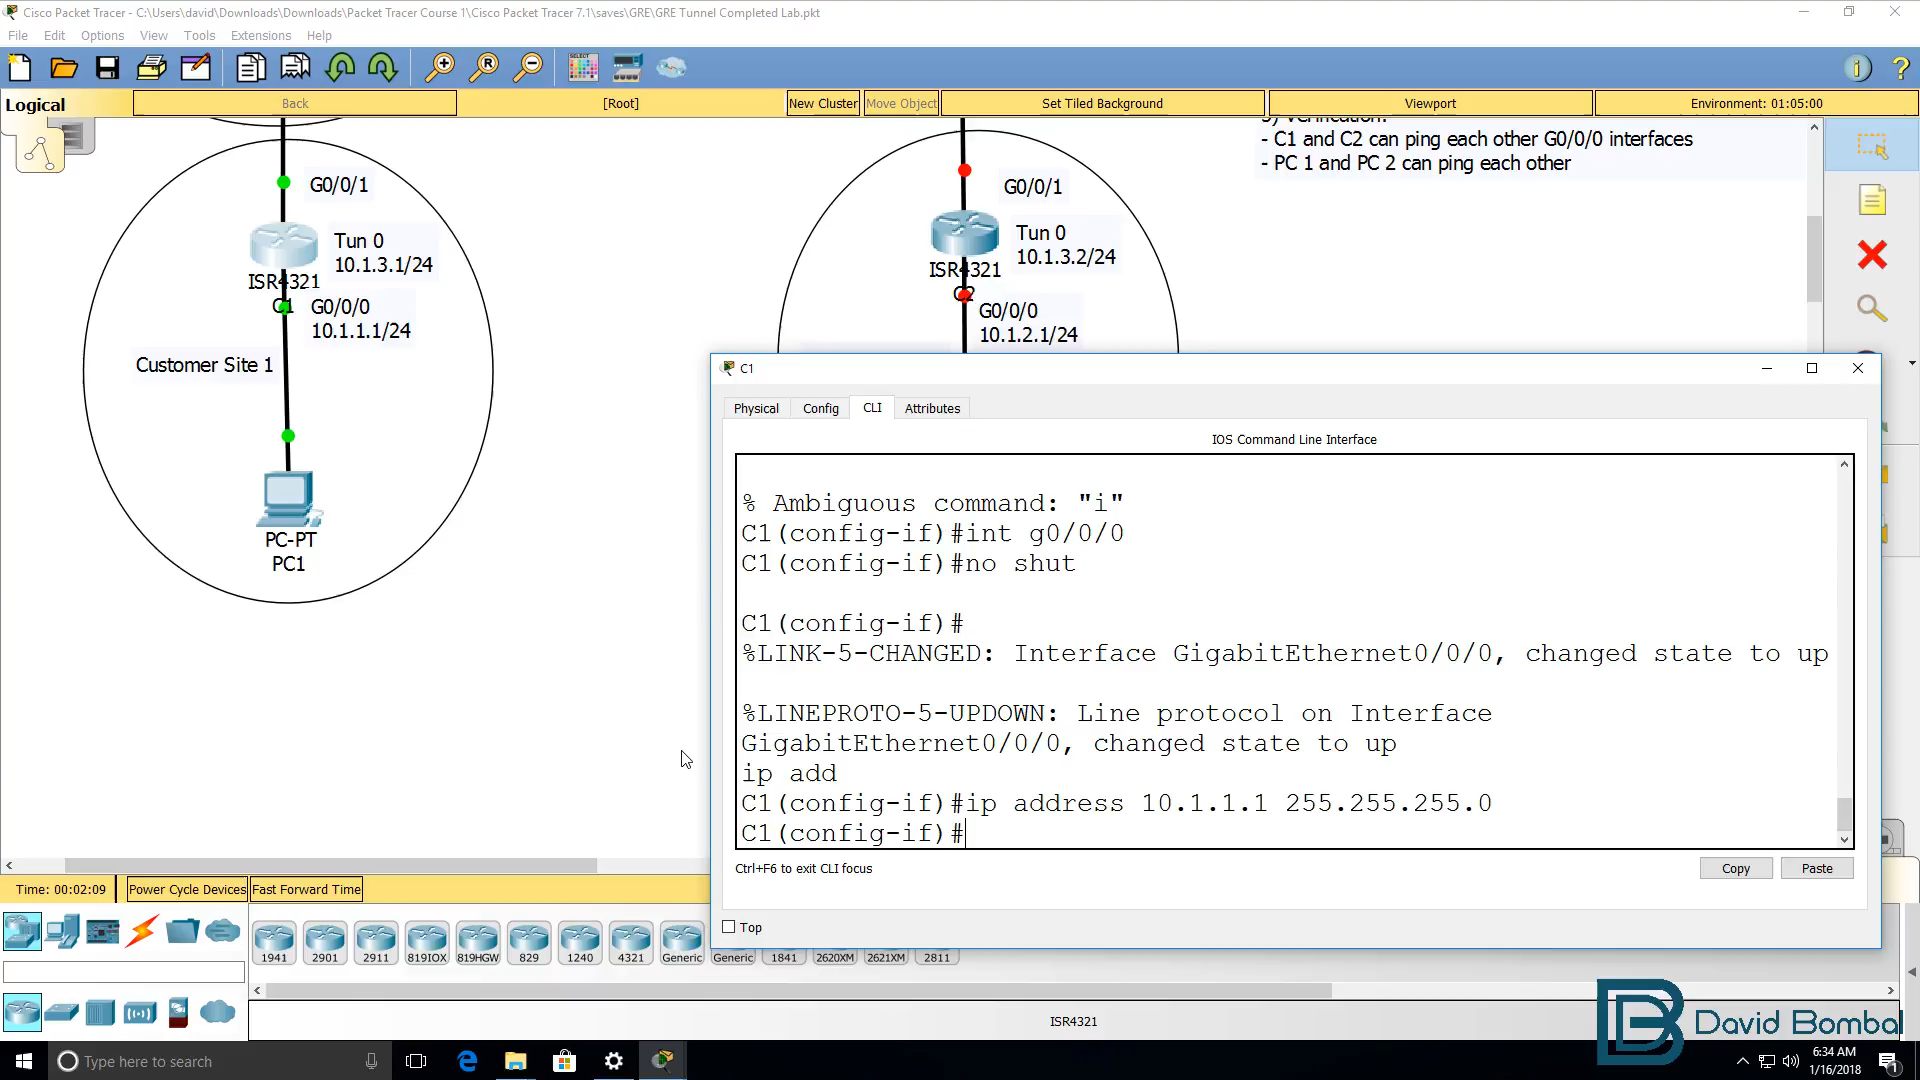 Cisco Packet Tracer - C:\Users\david\Downloads\Downloads\Packet Tracer Course 1\Cisco Packet Tracer 7.1\saves\GRE\GRE Tunnel Completed Lab.pkt
File Edit Options View Tools Extensions Help
Logical Back [Root] New Cluster Move Object Set Tiled Background Viewport Environment: 01:05:00
- C1 and C2 can ping each other G0/0/0 interfaces
- PC 1 and PC 2 can ping each other
G0/0/1
Tun 0
10.1.3.1/24
ISR4321
C1
G0/0/0
10.1.1.1/24
Customer Site 1
PC-PT
PC1
G0/0/1
Tun 0
10.1.3.2/24
ISR4321
C2
G0/0/0
10.1.2.1/24
C1
Physical Config CLI Attributes
IOS Command Line Interface
% Ambiguous command: "i"
C1(config-if)#int g0/0/0
C1(config-if)#no shut
C1(config-if)#
%LINK-5-CHANGED: Interface GigabitEthernet0/0/0, changed state to up
%LINEPROTO-5-UPDOWN: Line protocol on Interface
GigabitEthernet0/0/0, changed state to up
ip add
C1(config-if)#ip address 10.1.1.1 255.255.255.0
C1(config-if)#
Ctrl+F6 to exit CLI focus Copy Paste
Top
Time: 00:02:09 Power Cycle Devices Fast Forward Time
1941 2901 2911 819IOX 819HGW 829 1240 4321 Generic Generic 1841 2620XM 2621XM 2811
ISR4321
David Bombal
Type here to search
6:34 AM
1/16/2018